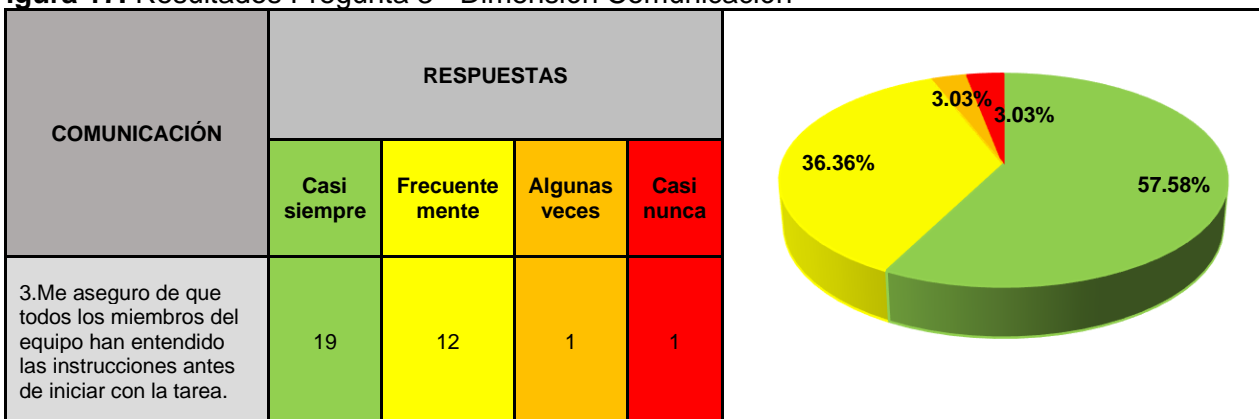 COMUNICACIÓN
RESPUESTAS
Casi
siempre
Frecuente
mente
Algunas
veces
Casi
nunca
3.Me aseguro de que
todos los miembros del
equipo han entendido
las instrucciones antes
de iniciar con la tarea.
19
12
1
1
3.03%
3.03%
36.36%
57.58%